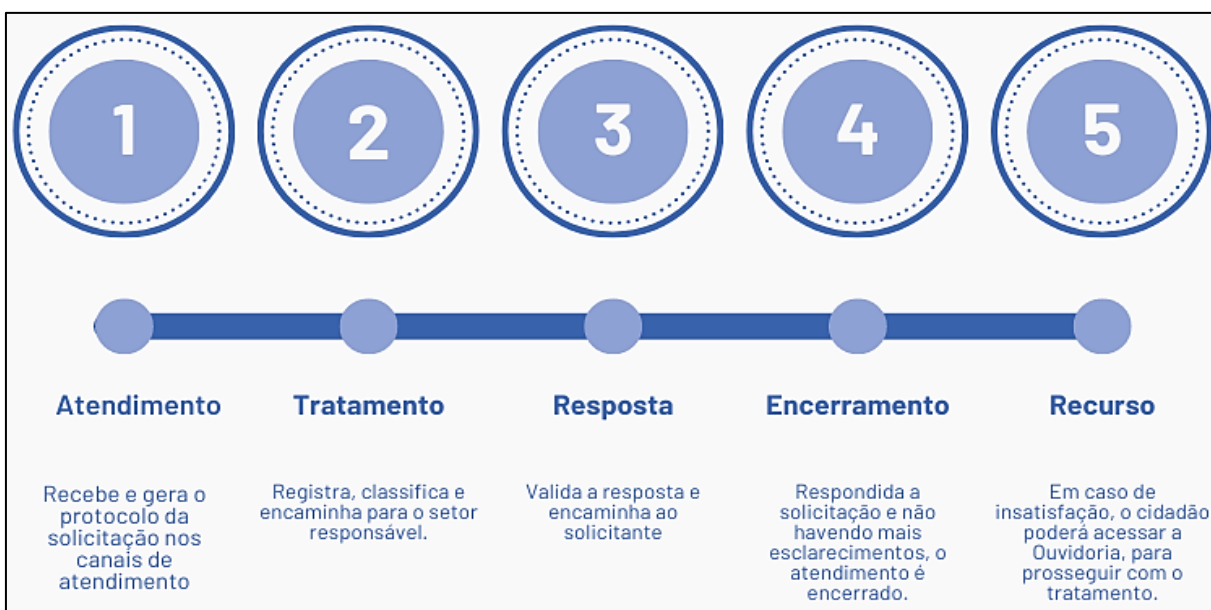 1
2
3
4
5
Atendimento
Tratamento
Resposta
Encerramento
Recurso
Recebe e gera o
protocolo da
solicitação nos
canais de
atendimento
Registra, classifica e
encaminha para o setor
responsável.
Valida a resposta e
encaminha ao
solicitante
Respondida a
solicitação e não
havendo mais
esclarecimentos, o
atendimento é
encerrado.
Em caso de
insatisfação, o cidadão
poderá acessar a
Ouvidoria, para
prosseguir com o
tratamento.